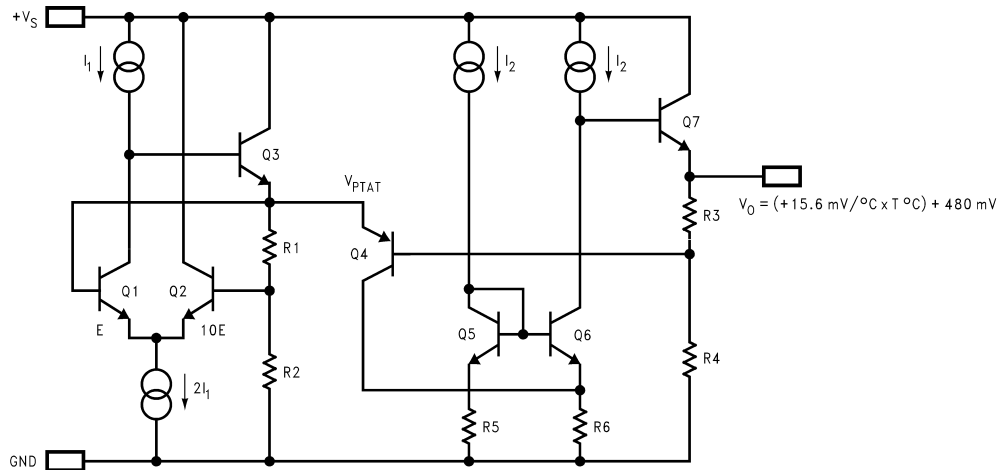 +VS
I1
I2
I2
Q7
Q3
VPTAT
VO = (+15.6 mV/°C x T °C) + 480 mV
R3
R1
Q4
Q1
Q2
E
10E
Q5
Q6
R4
R2
2I1
R5
R6
GND